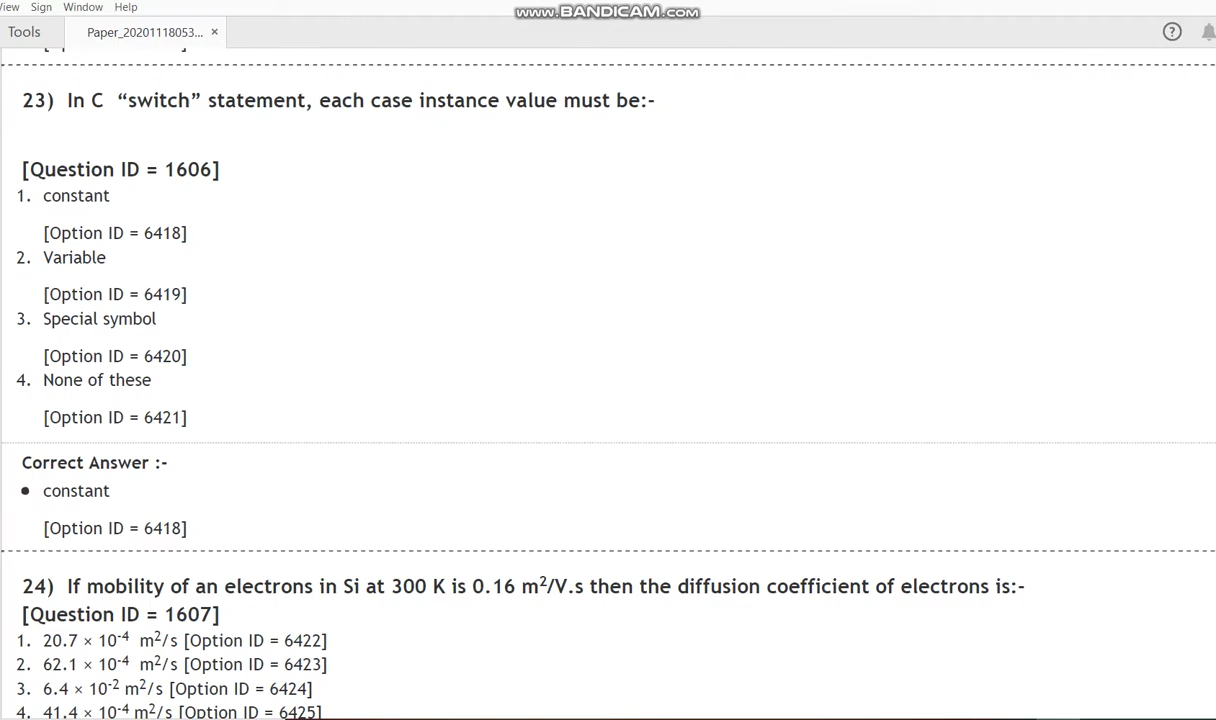 View Sign Window Help
www.BANDICAM.com
Tools Paper_20201118053... ×
23) In C “switch” statement, each case instance value must be:-
[Question ID = 1606]
1. constant
[Option ID = 6418]
2. Variable
[Option ID = 6419]
3. Special symbol
[Option ID = 6420]
4. None of these
[Option ID = 6421]
Correct Answer :-
• constant
[Option ID = 6418]
24) If mobility of an electrons in Si at 300 K is 0.16 m²/V.s then the diffusion coefficient of electrons is:-
[Question ID = 1607]
1. 20.7 × 10⁻⁴ m²/s [Option ID = 6422]
2. 62.1 × 10⁻⁴ m²/s [Option ID = 6423]
3. 6.4 × 10⁻² m²/s [Option ID = 6424]
4. 41.4 × 10⁻⁴ m²/s [Option ID = 6425]